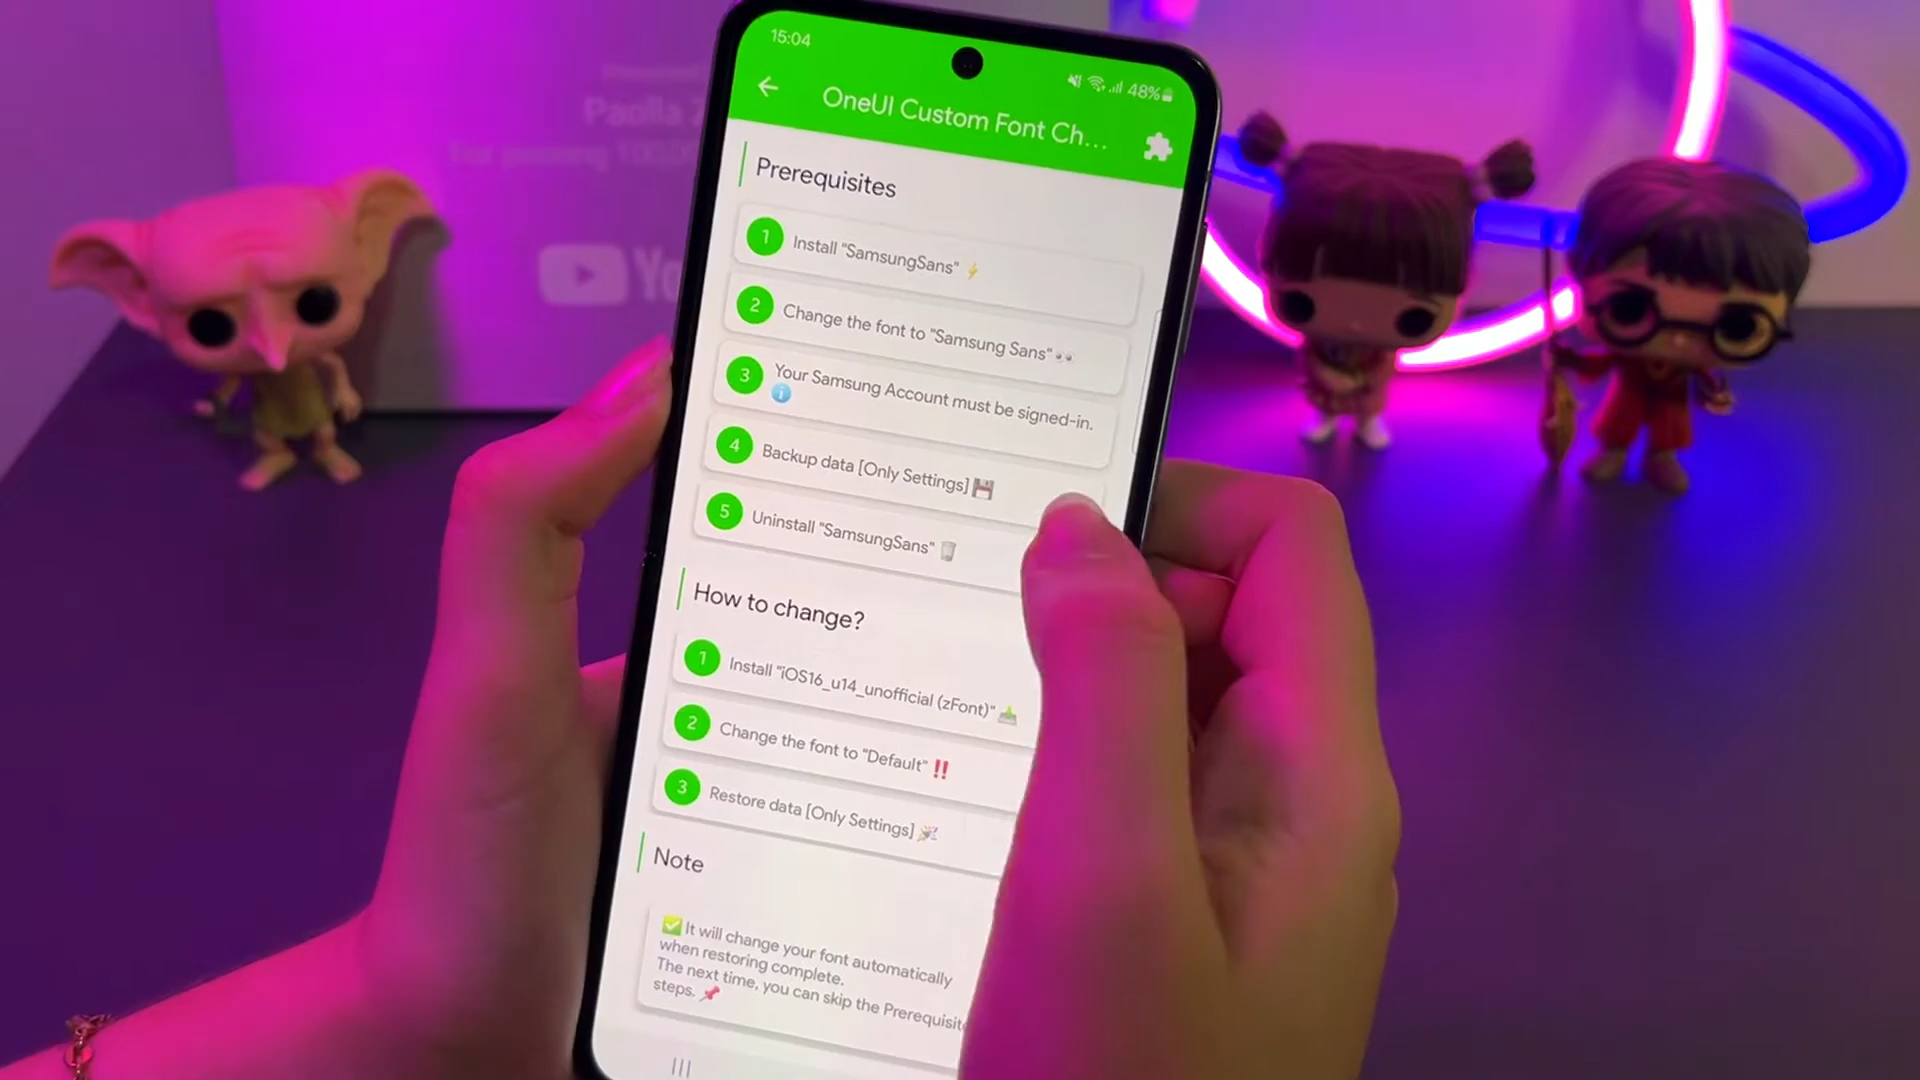 15:04
48%
OneUI Custom Font Ch...
Prerequisites
1 Install "SamsungSans" ⚡
2 Change the font to "Samsung Sans" 👀
3 Your Samsung Account must be signed-in.
ℹ️
4 Backup data [Only Settings] 💾
5 Uninstall "SamsungSans" 🗑️
How to change?
1 Install "iOS16_u14_unofficial (zFont)" 📥
2 Change the font to "Default" ‼️
3 Restore data [Only Settings] 🎉
Note
✅ It will change your font automatically
when restoring complete.
The next time, you can skip the
steps. 📌
Paolla